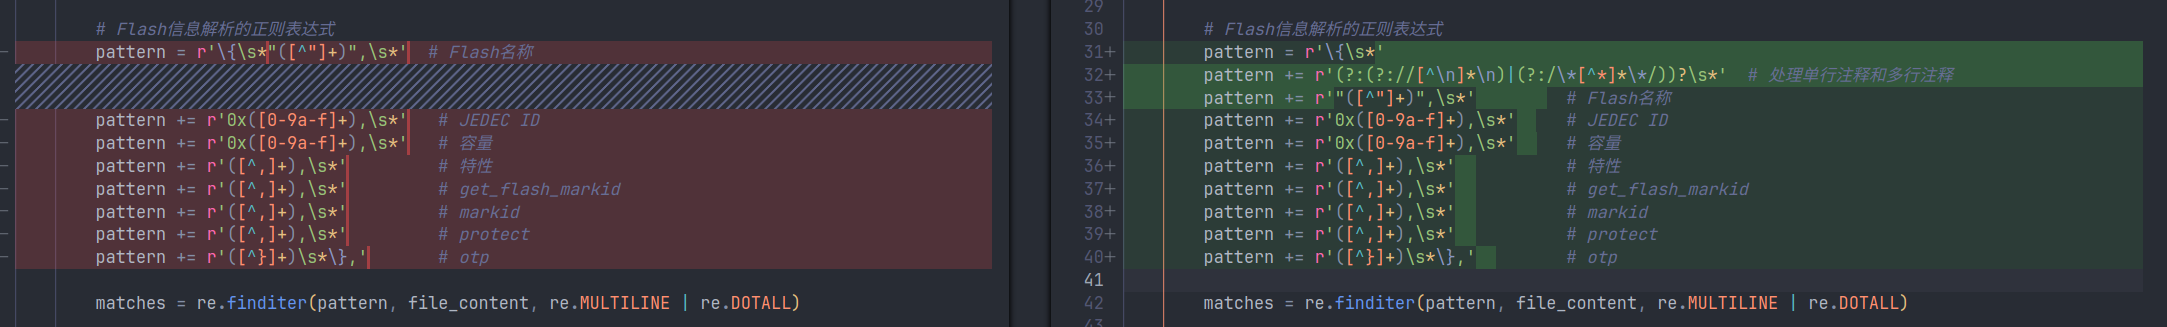 # Flash信息解析的正则表达式
pattern = r'\{\s*"([^"]+)",\s*'  # Flash名称
pattern += r'0x([0-9a-f]+),\s*'   # JEDEC ID
pattern += r'0x([0-9a-f]+),\s*'   # 容量
pattern += r'([^,]+),\s*'         # 特性
pattern += r'([^,]+),\s*'         # get_flash_markid
pattern += r'([^,]+),\s*'         # markid
pattern += r'([^,]+),\s*'         # protect
pattern += r'([^}]+)\s*\},'       # otp
matches = re.finditer(pattern, file_content, re.MULTILINE | re.DOTALL)
29
30 # Flash信息解析的正则表达式
31+ pattern = r'\{\s*'
32+ pattern += r'(?:(?://[^\n]*\n)|(?:/\*[^*]*\*/))?\s*'  # 处理单行注释和多行注释
33+ pattern += r'"([^"]+)",\s*'         # Flash名称
34+ pattern += r'0x([0-9a-f]+),\s*'     # JEDEC ID
35+ pattern += r'0x([0-9a-f]+),\s*'     # 容量
36+ pattern += r'([^,]+),\s*'           # 特性
37+ pattern += r'([^,]+),\s*'           # get_flash_markid
38+ pattern += r'([^,]+),\s*'           # markid
39+ pattern += r'([^,]+),\s*'           # protect
40+ pattern += r'([^}]+)\s*\},'         # otp
41
42 matches = re.finditer(pattern, file_content, re.MULTILINE | re.DOTALL)
43